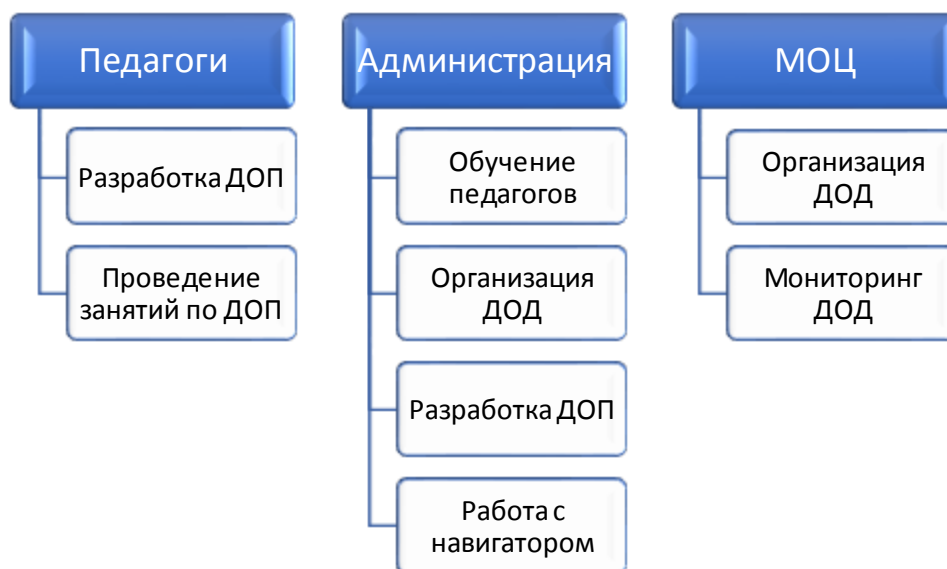 Педагоги
Разработка ДОП
Проведение
занятий по ДОП
Администрация
Обучение
педагогов
Организация
ДОД
Разработка ДОП
Работа с
навигатором
МОЦ
Организация
ДОД
Мониторинг
ДОД